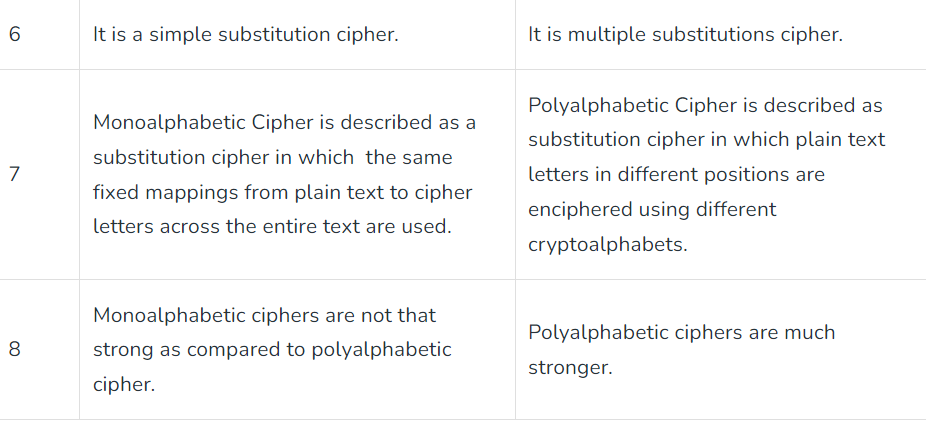 6
It is a simple substitution cipher.
It is multiple substitutions cipher.
7
Monoalphabetic Cipher is described as a
substitution cipher in which the same
fixed mappings from plain text to cipher
letters across the entire text are used.
Polyalphabetic Cipher is described as
substitution cipher in which plain text
letters in different positions are
enciphered using different
cryptoalphabets.
8
Monoalphabetic ciphers are not that
strong as compared to polyalphabetic
cipher.
Polyalphabetic ciphers are much
stronger.